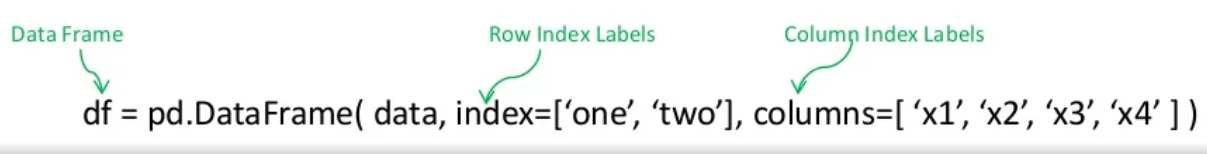 Data Frame Row Index Labels Column Index Labels
df = pd.DataFrame( data, index=[‘one’, ‘two’], columns=[ ‘x1’, ‘x2’, ‘x3’, ‘x4’ ] )